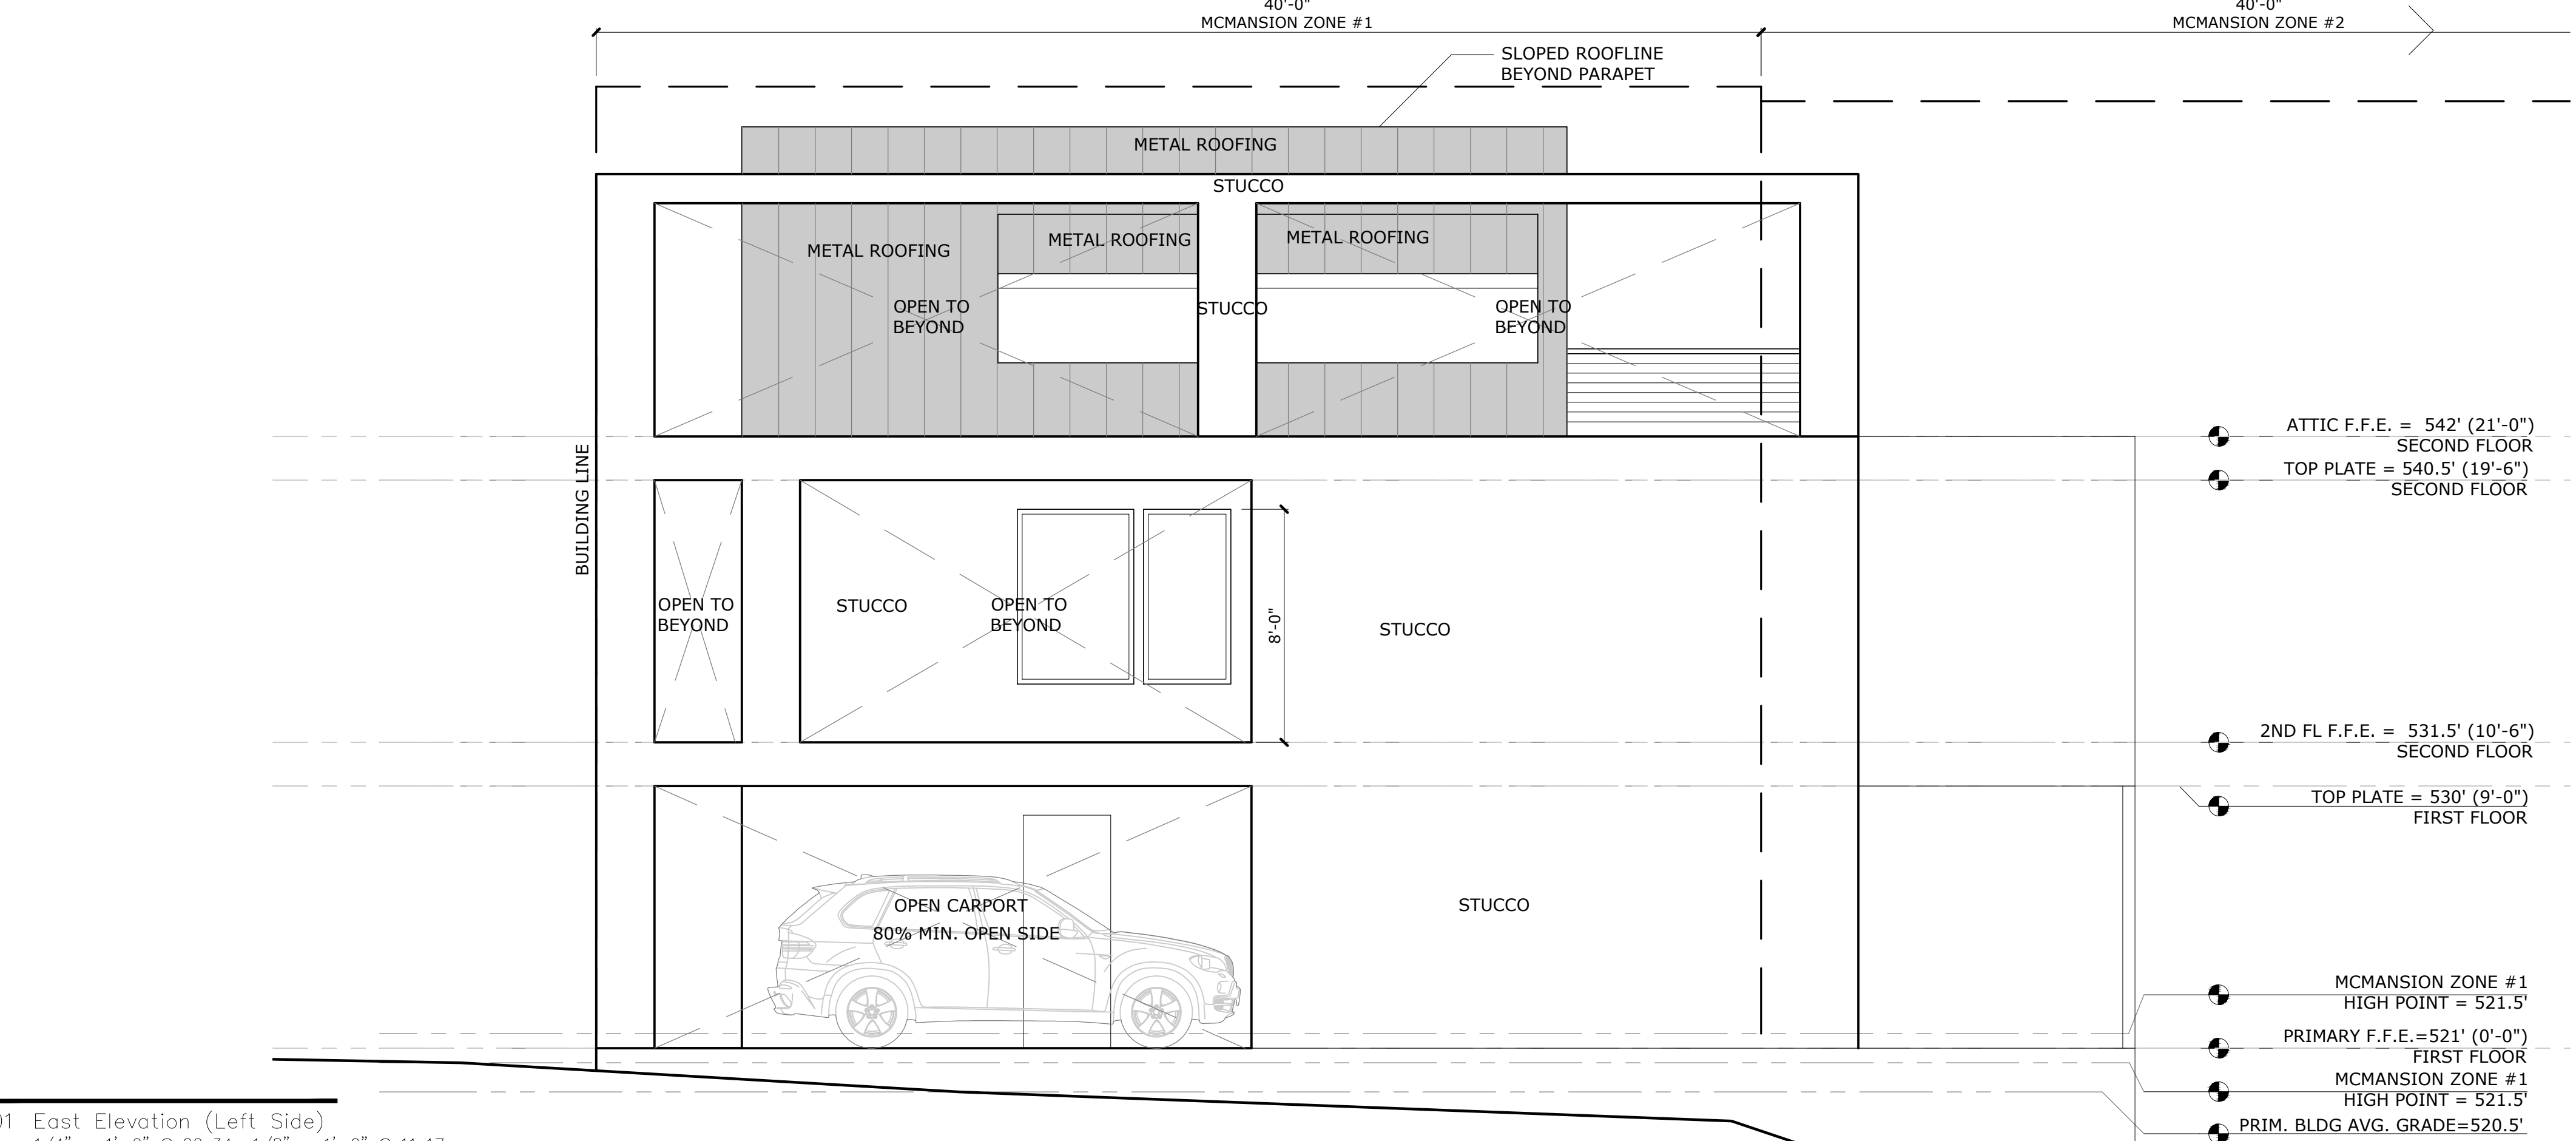 40'-0"
MCMANSION ZONE #1
40'-0"
MCMANSION ZONE #2
SLOPED ROOFLINE
BEYOND PARAPET
METAL ROOFING
STUCCO
METAL ROOFING
METAL ROOFING
METAL ROOFING
OPEN TO
BEYOND
STUCCO
OPEN TO
BEYOND
ATTIC F.F.E. = 542' (21'-0")
SECOND FLOOR
TOP PLATE = 540.5' (19'-6")
SECOND FLOOR
BUILDING LINE
OPEN TO
BEYOND
STUCCO
OPEN TO
BEYOND
8'-0"
STUCCO
2ND FL F.F.E. = 531.5' (10'-6")
SECOND FLOOR
TOP PLATE = 530' (9'-0")
FIRST FLOOR
OPEN CARPORT
80% MIN. OPEN SIDE
STUCCO
MCMANSION ZONE #1
HIGH POINT = 521.5'
PRIMARY F.F.E.=521' (0'-0")
FIRST FLOOR
MCMANSION ZONE #1
HIGH POINT = 521.5'
PRIM. BLDG AVG. GRADE=520.5'
01 East Elevation (Left Side)